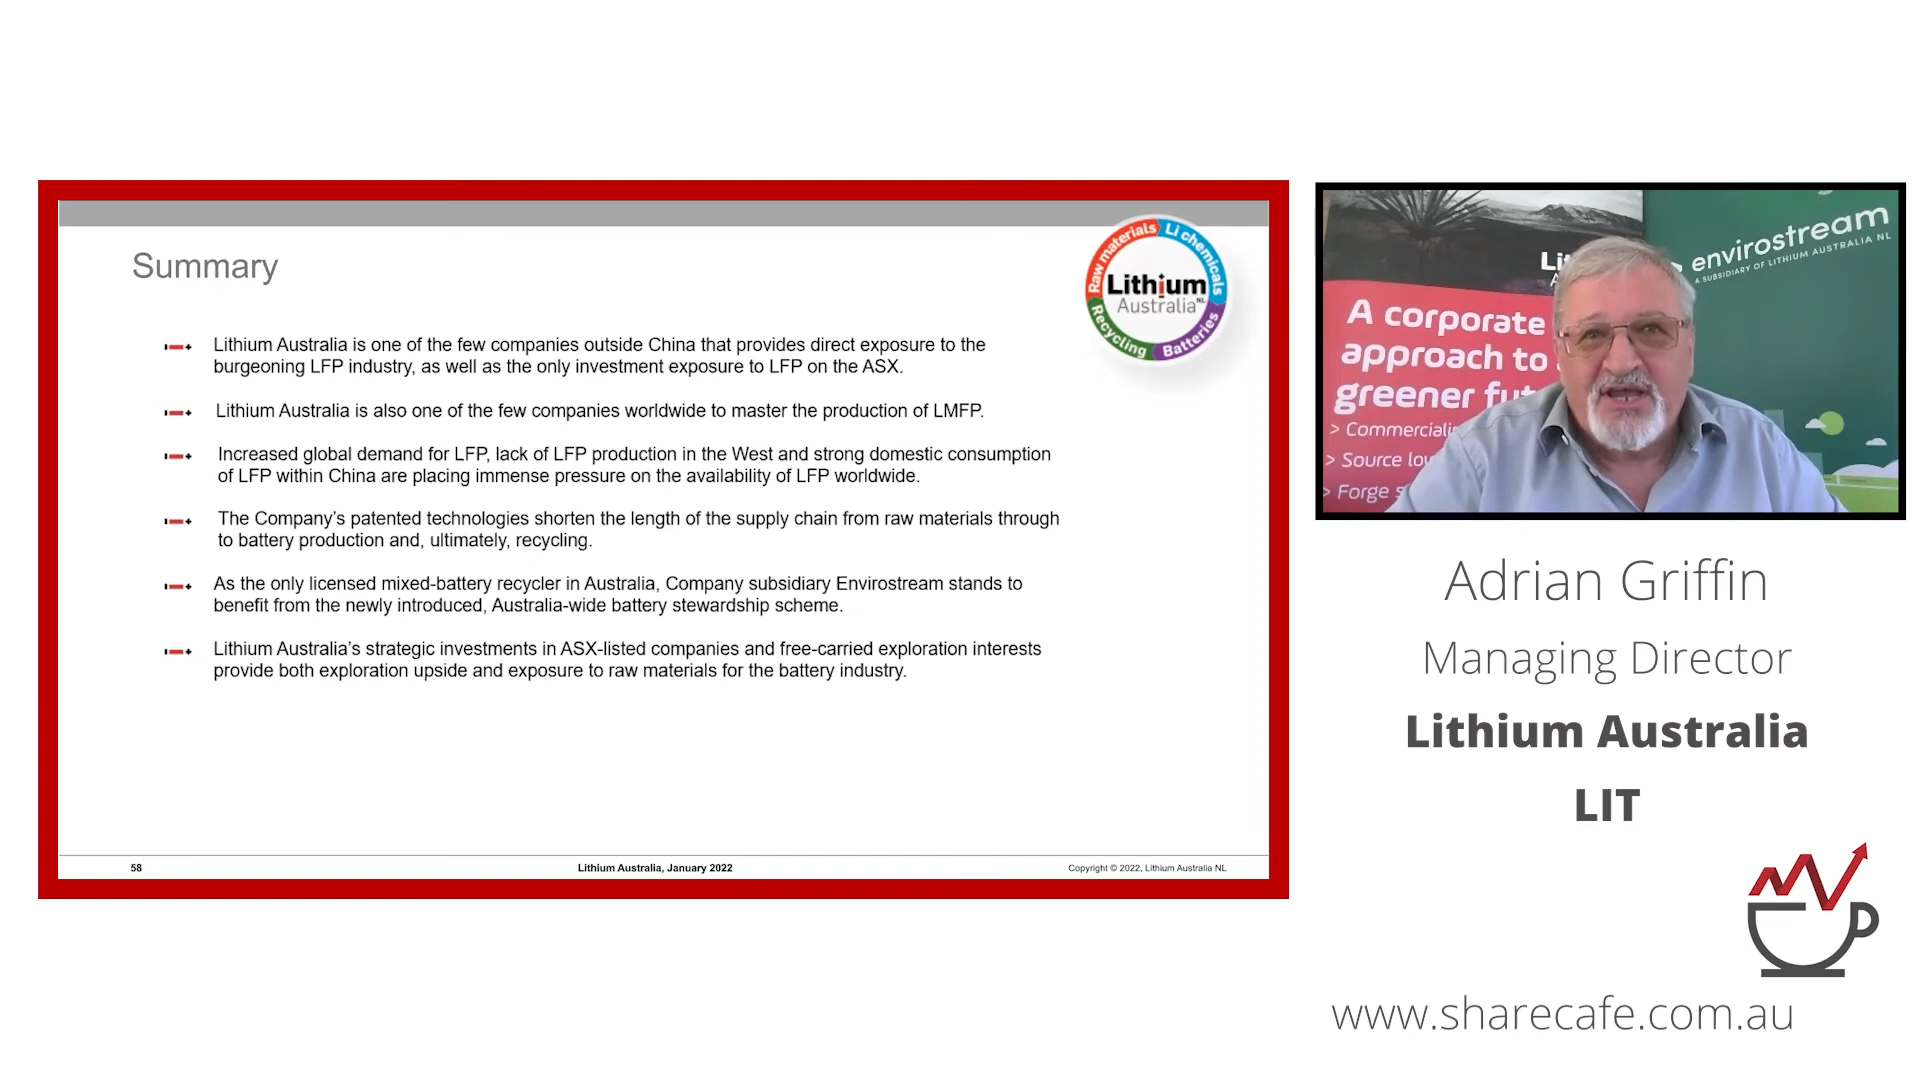 Summary
Lithium Australia is one of the few companies outside China that provides direct exposure to the
burgeoning LFP industry, as well as the only investment exposure to LFP on the ASX.
Lithium Australia is also one of the few companies worldwide to master the production of LMFP.
Increased global demand for LFP, lack of LFP production in the West and strong domestic consumption
of LFP within China are placing immense pressure on the availability of LFP worldwide.
The Company’s patented technologies shorten the length of the supply chain from raw materials through
to battery production and, ultimately, recycling.
As the only licensed mixed-battery recycler in Australia, Company subsidiary Envirostream stands to
benefit from the newly introduced, Australia-wide battery stewardship scheme.
Lithium Australia’s strategic investments in ASX-listed companies and free-carried exploration interests
provide both exploration upside and exposure to raw materials for the battery industry.
58
Lithium Australia, January 2022
Copyright © 2022, Lithium Australia NL
Raw materials
Li chemicals
Lithium
Australia NL
Recycling
Batteries
envirostream
A SUBSIDIARY OF LITHIUM AUSTRALIA NL
A corporate
approach to
greener
>
> Source
> Forge
Adrian Griffin
Managing Director
Lithium Australia
LIT
www.sharecafe.com.au